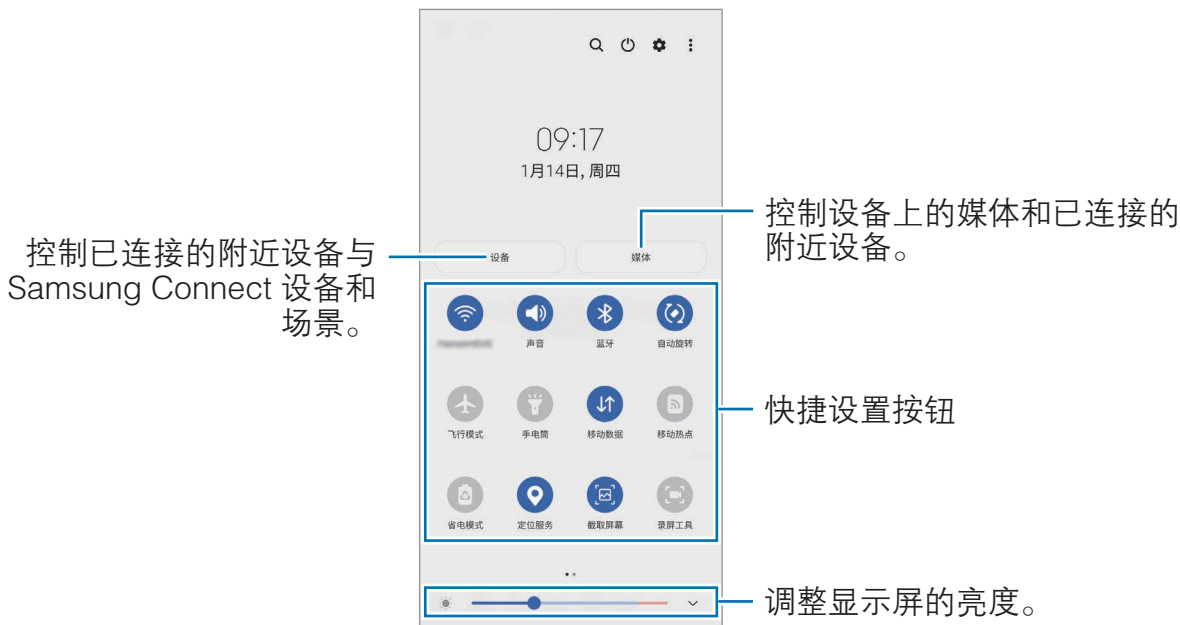 09:17
1月14日, 周四
控制设备上的媒体和已连接的
附近设备。
控制已连接的附近设备与
Samsung Connect 设备和
场景。
设备
媒体
声音
蓝牙
自动旋转
快捷设置按钮
飞行模式
手电筒
移动数据
移动热点
省电模式
定位服务
截取屏幕
录屏工具
调整显示屏的亮度。